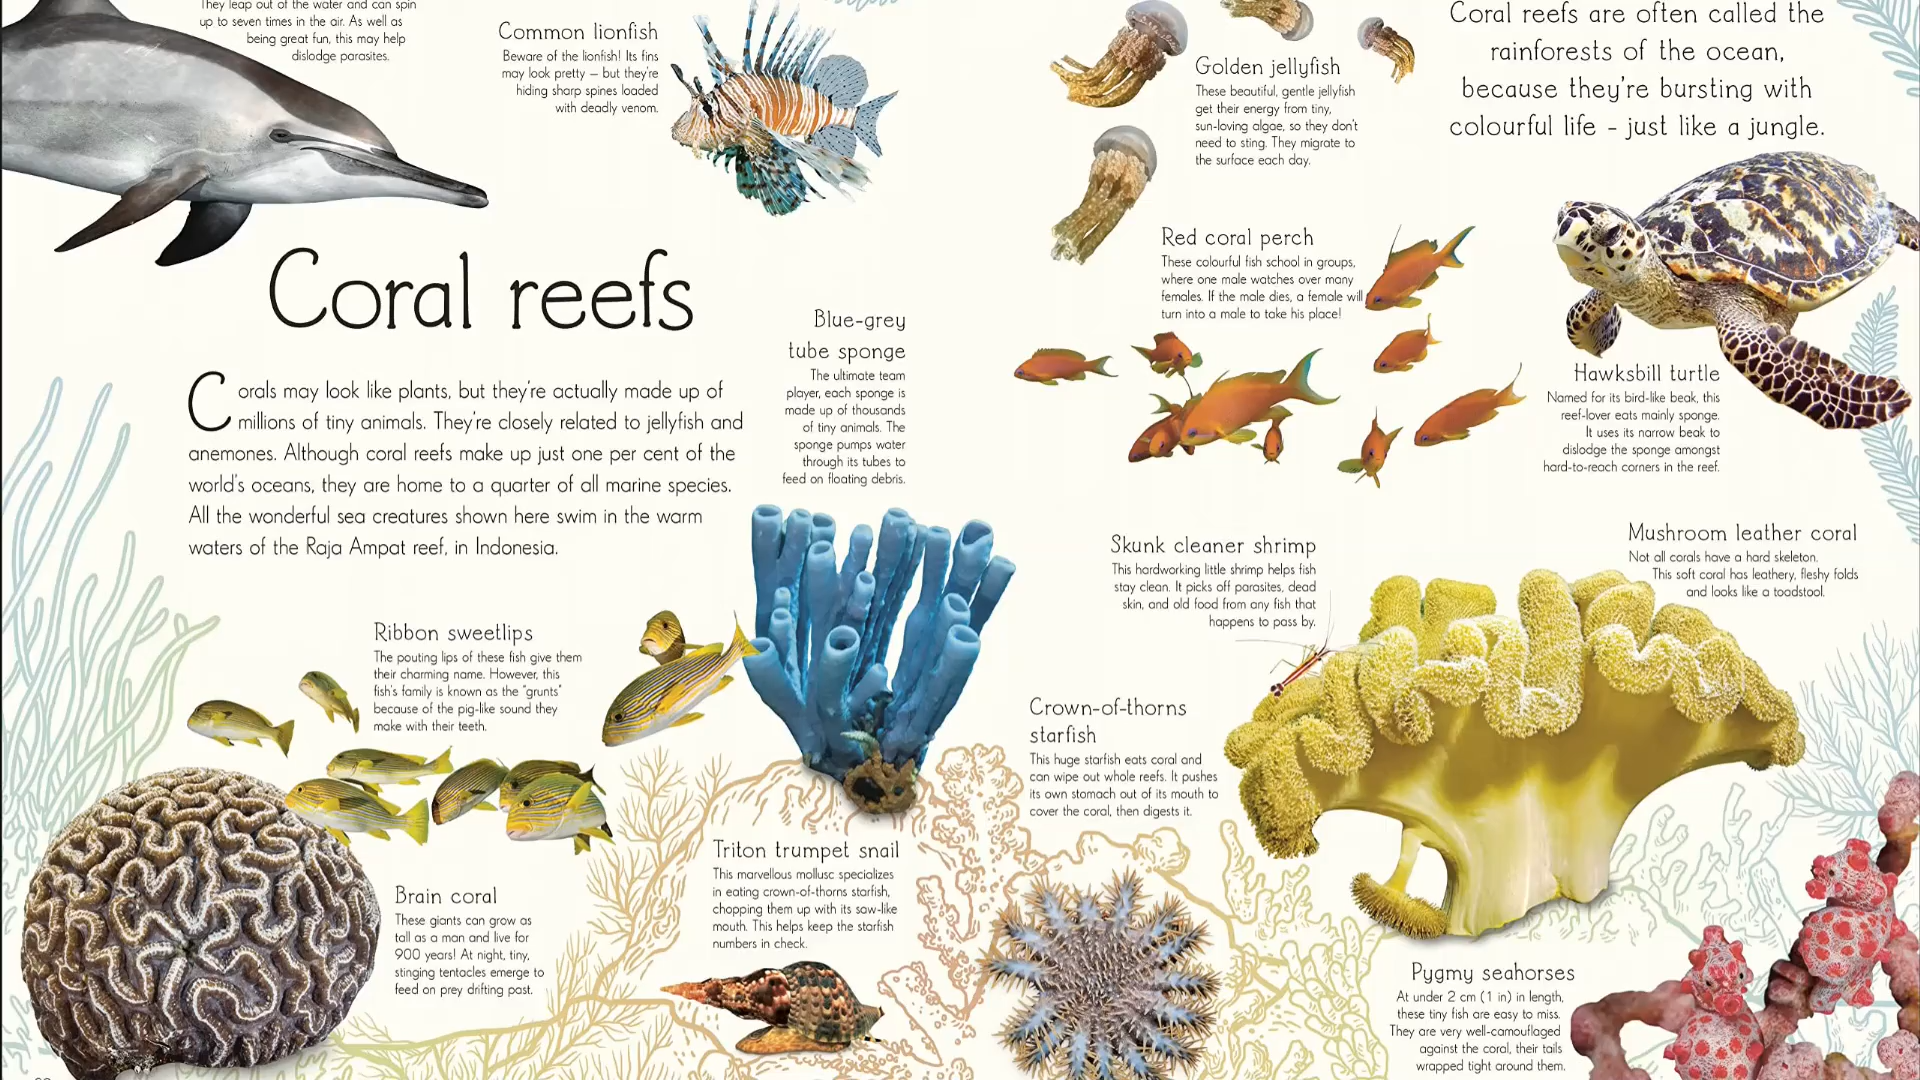 They leap out of the water and can spin
up to seven times in the air. As well as
being great fun, this may help
dislodge parasites.
Common lionfish
Beware of the lionfish! Its fins
may look pretty – but they're
hiding sharp spines loaded
with deadly venom.
Golden jellyfish
These beautiful, gentle jellyfish
get their energy from tiny,
sun-loving algae, so they don't
need to sting. They migrate to
the surface each day.
Coral reefs are often called the
rainforests of the ocean,
because they're bursting with
colourful life - just like a jungle.
Coral reefs
Corals may look like plants, but they're actually made up of
millions of tiny animals. They're closely related to jellyfish and
anemones. Although coral reefs make up just one per cent of the
world's oceans, they are home to a quarter of all marine species.
All the wonderful sea creatures shown here swim in the warm
waters of the Raja Ampat reef, in Indonesia.
Blue-grey
tube sponge
The ultimate team
player, each sponge is
made up of thousands
of tiny animals. The
sponge pumps water
through its tubes to
feed on floating debris.
Red coral perch
These colourful fish school in groups,
where one male watches over many
females. If the male dies, a female will
turn into a male to take his place!
Hawksbill turtle
Named for its bird-like beak, this
reef-lover eats mainly sponge.
It uses its narrow beak to
dislodge the sponge amongst
hard-to-reach corners in the reef.
Skunk cleaner shrimp
This hardworking little shrimp helps fish
stay clean. It picks off parasites, dead
skin, and old food from any fish that
happens to pass by.
Mushroom leather coral
Not all corals have a hard skeleton.
This soft coral has leathery, fleshy folds
and looks like a toadstool.
Ribbon sweetlips
The pouting lips of these fish give them
their charming name. However, this
fish's family is known as the "grunts"
because of the pig-like sound they
make with their teeth.
Crown-of-thorns
starfish
This huge starfish eats coral and
can wipe out whole reefs. It pushes
its own stomach out of its mouth to
cover the coral, then digests it.
Triton trumpet snail
This marvellous mollusc specializes
in eating crown-of-thorns starfish,
chopping them up with its saw-like
mouth. This helps keep the starfish
numbers in check.
Brain coral
These giants can grow as
tall as a man and live for
900 years! At night, tiny,
stinging tentacles emerge to
feed on prey drifting past.
Pygmy seahorses
At under 2 cm (1 in) in length,
these tiny fish are easy to miss.
They are very well-camouflaged
against the coral, their tails
wrapped tight around them.